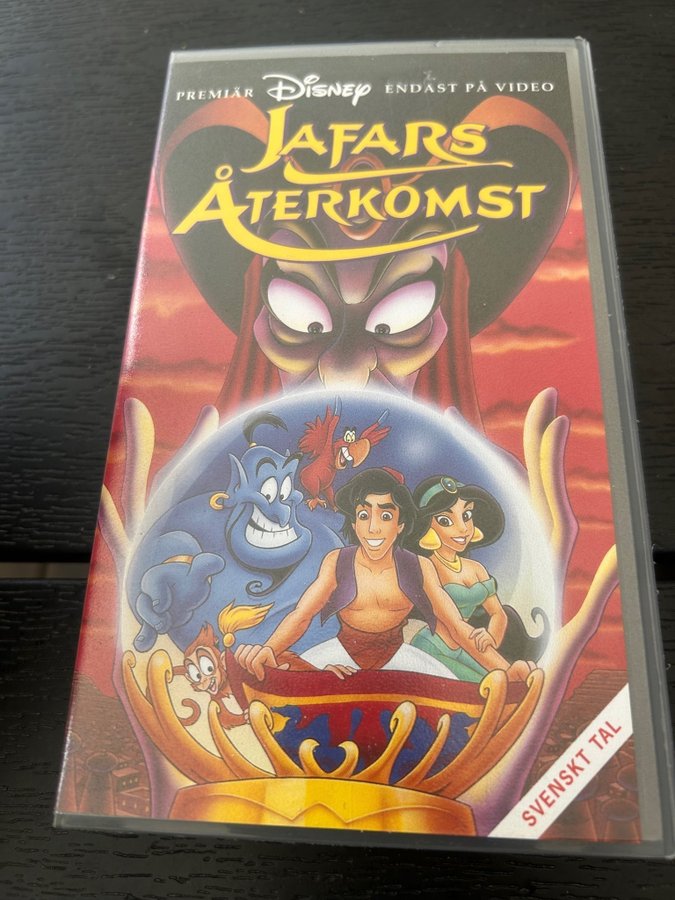 PREMIÄR Disney ENDAST PÅ VIDEO
JAFARS
ÅTERKOMST
SVENSKT TAL